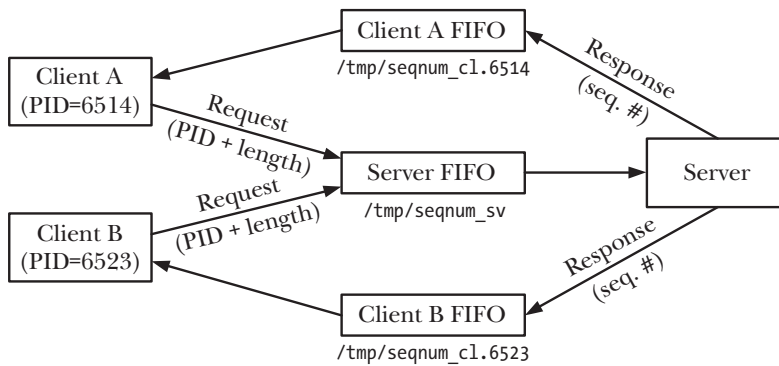 Client A FIFO
/tmp/seqnum_cl.6514
Response
(seq. #)
Client A
(PID=6514)
Request
(PID + length)
Server FIFO
/tmp/seqnum_sv
Server
Request
(PID + length)
Client B
(PID=6523)
Response
(seq. #)
Client B FIFO
/tmp/seqnum_cl.6523